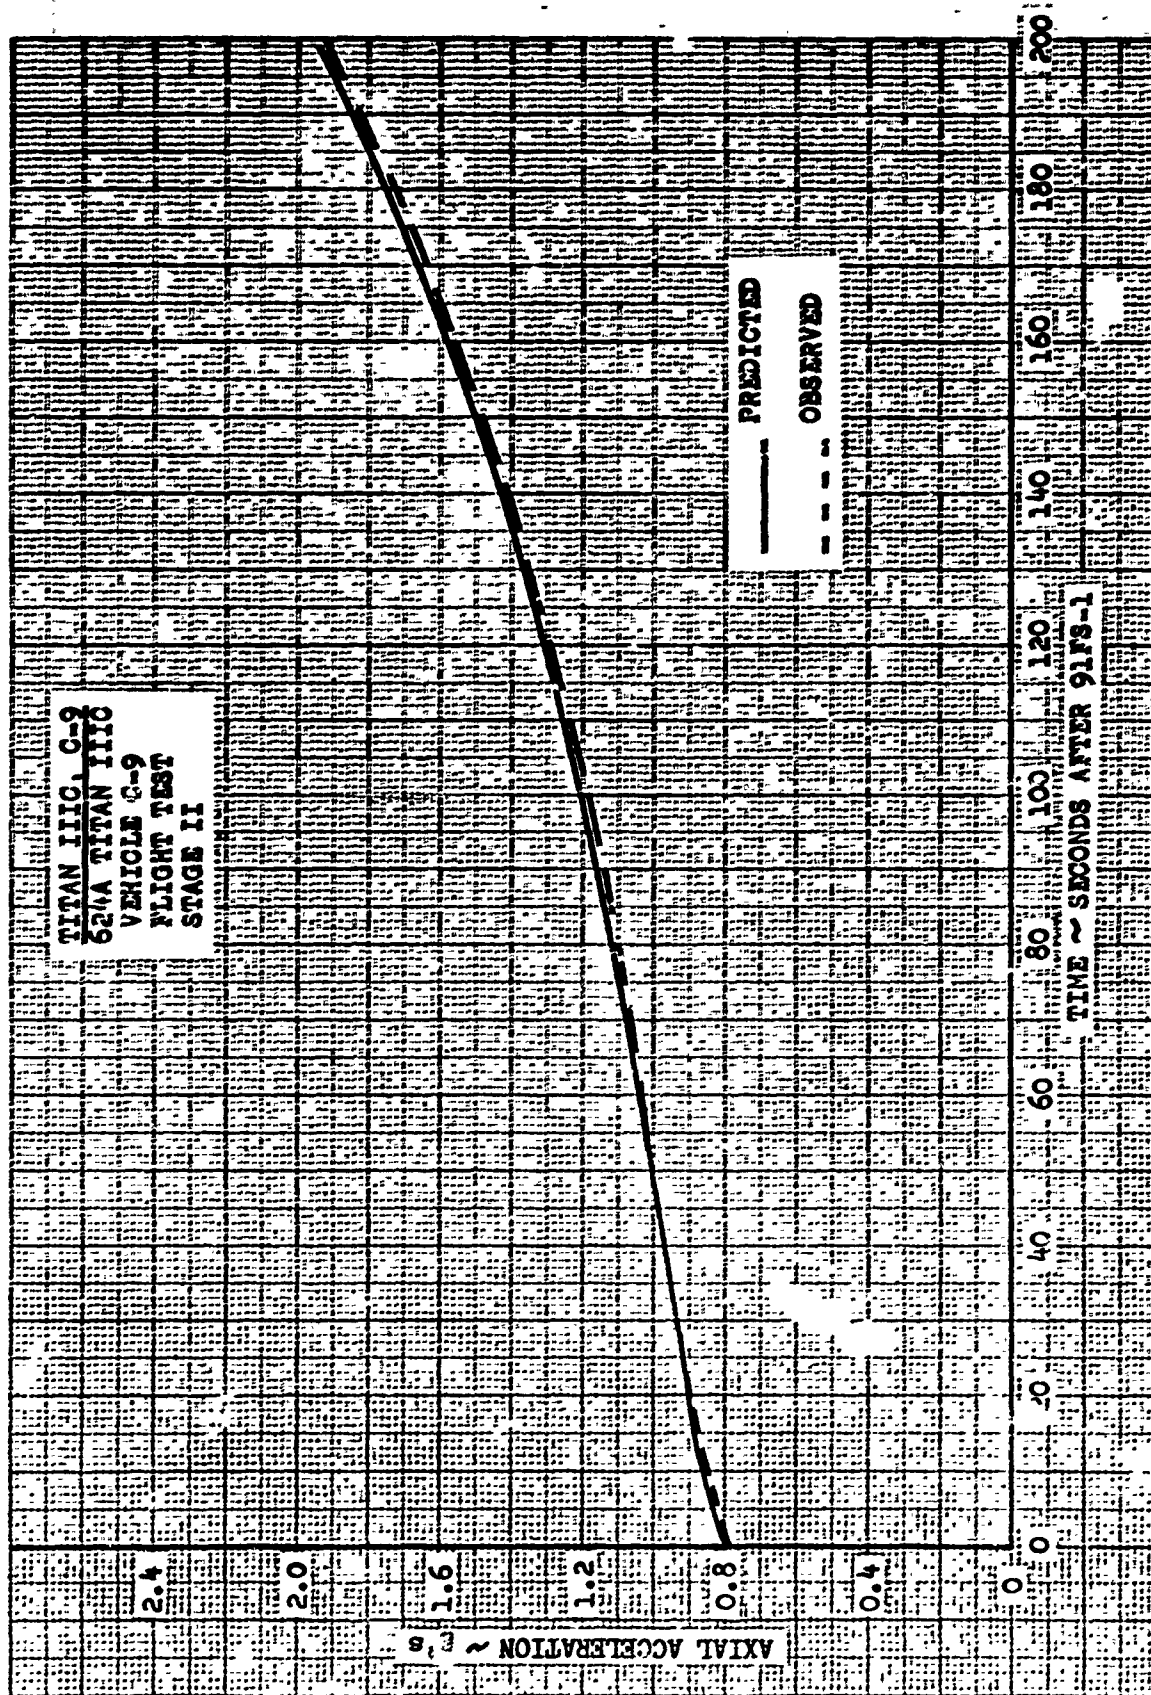 TITAN IIIC, C-9
624A TITAN IIIC
VEHICLE C-9
FLIGHT TEST
STAGE II
PREDICTED
OBSERVED
AXIAL ACCELERATION ~ g's
2.4
2.0
1.6
1.2
0.8
0.4
0
0 20 40 60 80 100 120 140 160 180 200
TIME ~ SECONDS AFTER 91FS-1